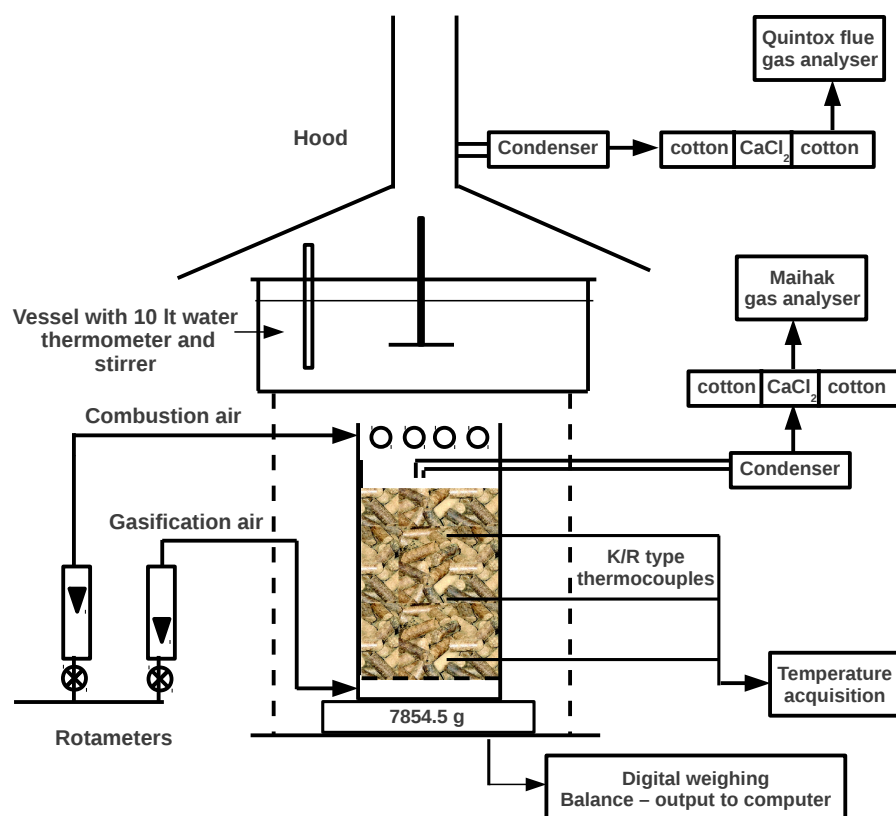 Quintox flue
gas analyser
Hood
Condenser
cotton
CaCl₂
cotton
Maihak
gas analyser
Vessel with 10 lt water
thermometer and
stirrer
cotton
CaCl₂
cotton
Combustion air
Condenser
Gasification air
K/R type
thermocouples
Temperature
acquisition
7854.5 g
Rotameters
Digital weighing
Balance – output to computer